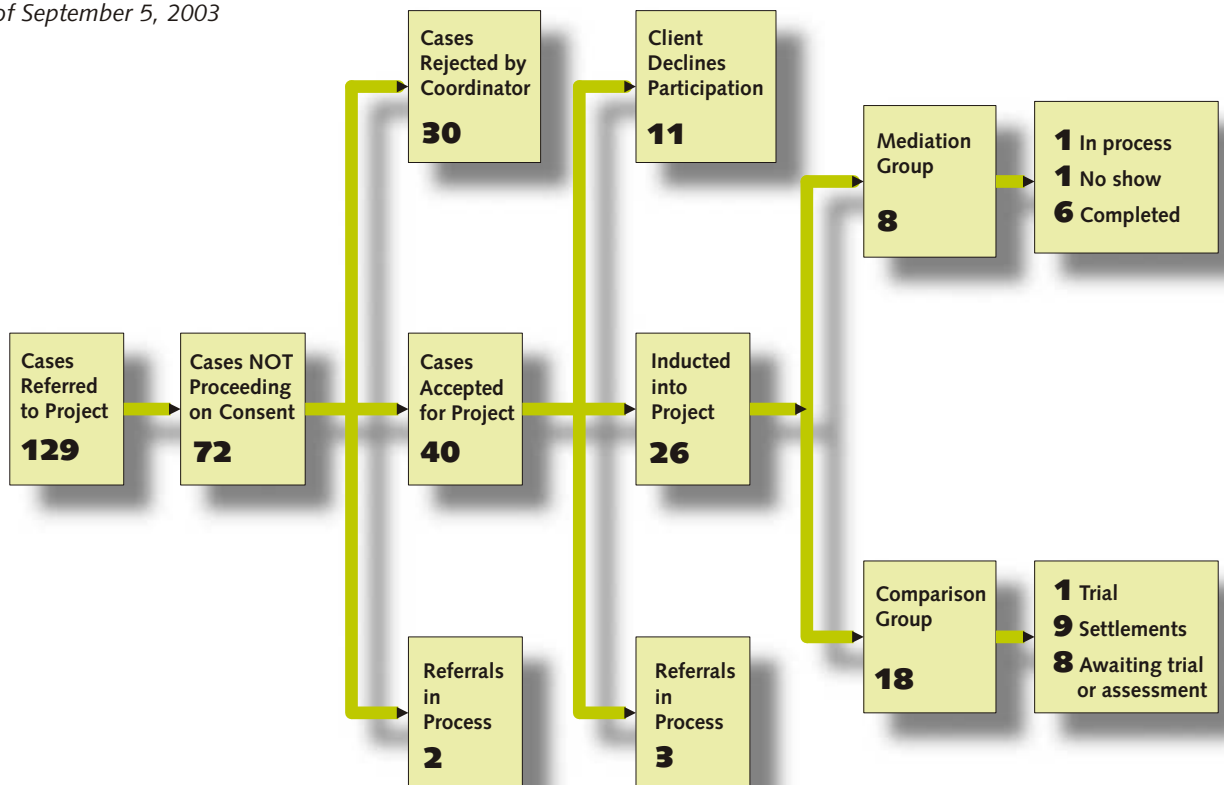 of September 5, 2003
Cases
Rejected by
Coordinator
30
Client
Declines
Participation
11
Mediation
Group
8
1 In process
1 No show
6 Completed
Cases
Referred
to Project
129
Cases NOT
Proceeding
on Consent
72
Cases
Accepted
for Project
40
Inducted
into
Project
26
Comparison
Group
18
1 Trial
9 Settlements
8 Awaiting trial
or assessment
Referrals
in
Process
2
Referrals
in
Process
3